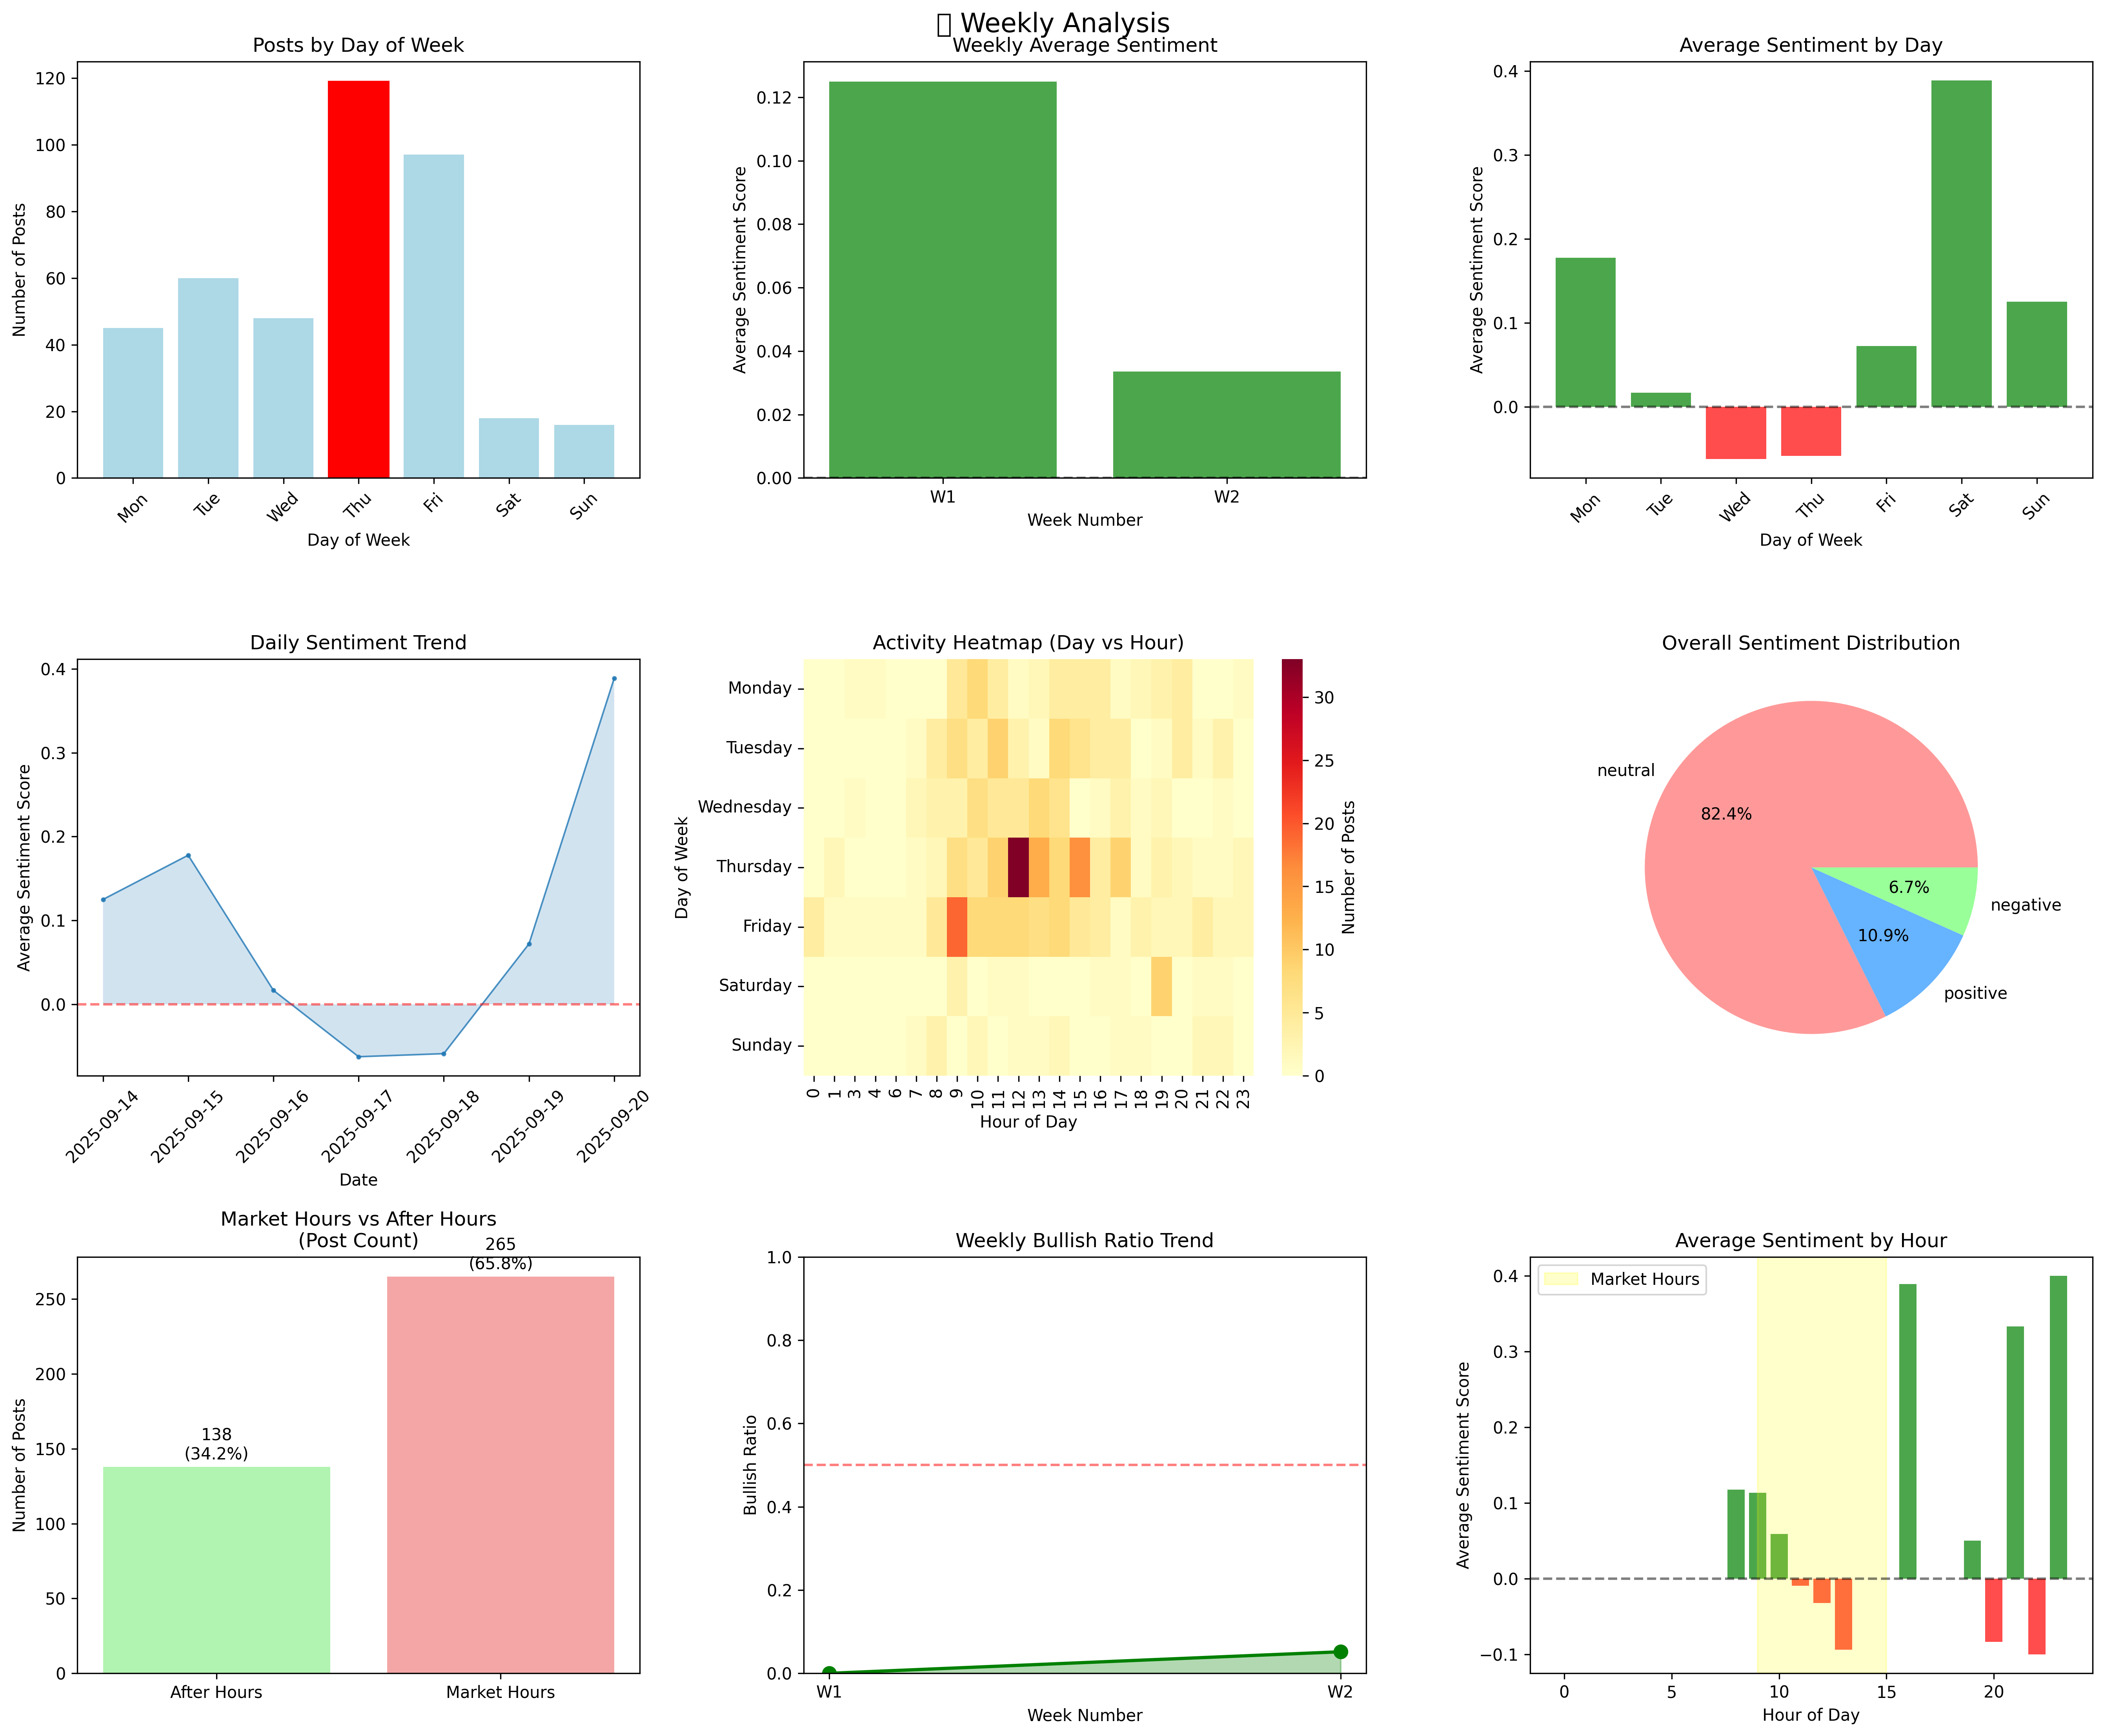 Weekly Analysis
Posts by Day of Week
Number of Posts
120
100
80
60
40
20
0
Mon
Tue
Wed
Thu
Fri
Sat
Sun
Day of Week
Weekly Average Sentiment
Average Sentiment Score
0.12
0.10
0.08
0.06
0.04
0.02
0.00
W1
W2
Week Number
Average Sentiment by Day
Average Sentiment Score
0.4
0.3
0.2
0.1
0.0
Mon
Tue
Wed
Thu
Fri
Sat
Sun
Day of Week
Daily Sentiment Trend
Average Sentiment Score
0.4
0.3
0.2
0.1
0.0
2025-09-14
2025-09-15
2025-09-16
2025-09-17
2025-09-18
2025-09-19
2025-09-20
Date
Activity Heatmap (Day vs Hour)
Day of Week
Monday
Tuesday
Wednesday
Thursday
Friday
Saturday
Sunday
0
1
3
4
6
7
8
9
10
11
12
13
14
15
16
17
18
19
20
21
22
23
Hour of Day
30
25
20
15
10
5
0
Number of Posts
Overall Sentiment Distribution
neutral
82.4%
6.7%
negative
10.9%
positive
Market Hours vs After Hours
(Post Count)
Number of Posts
250
200
150
100
50
0
138
(34.2%)
265
(65.8%)
After Hours
Market Hours
Weekly Bullish Ratio Trend
Bullish Ratio
1.0
0.8
0.6
0.4
0.2
0.0
W1
W2
Week Number
Average Sentiment by Hour
Market Hours
Average Sentiment Score
0.4
0.3
0.2
0.1
0.0
−0.1
0
5
10
15
20
Hour of Day